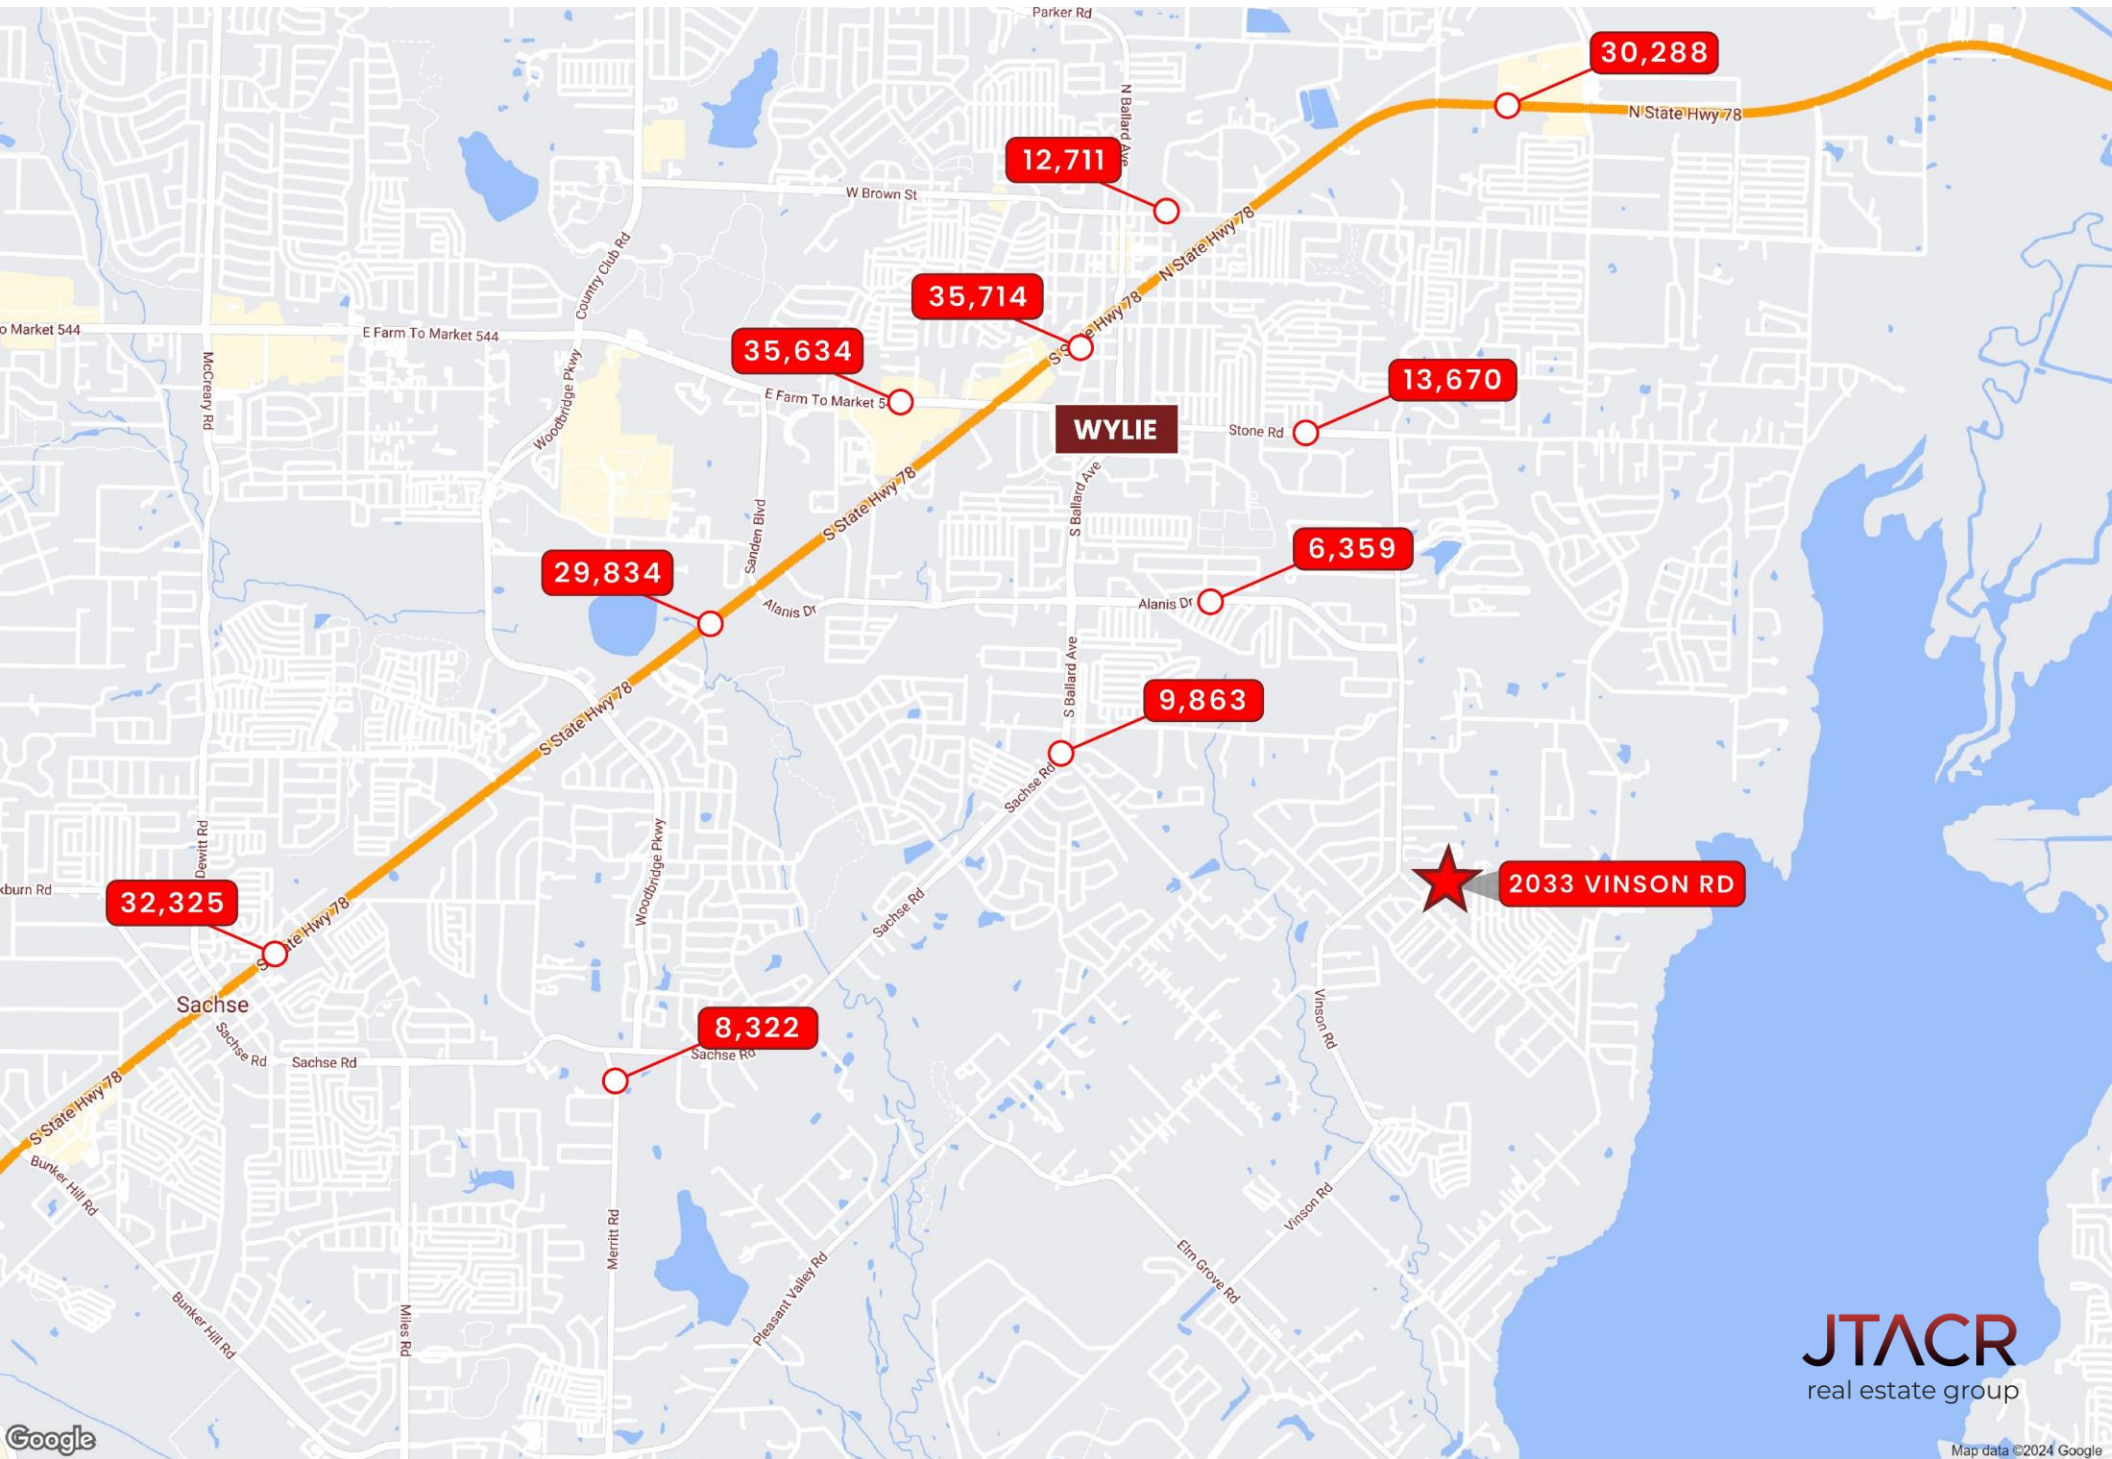 Parker Rd
30,288
N Ballard Ave
N State Hwy 78
12,711
W Brown St
N State Hwy 78
Country Club Rd
35,714
S State Hwy 78
o Market 544
E Farm To Market 544
35,634
McCreary Rd
Woodbridge Pkwy
E Farm To Market 5
13,670
WYLIE
Stone Rd
S State Hwy 78
S Ballard Ave
Sanden Blvd
6,359
29,834
Alanis Dr
Alanis Dr
S Ballard Ave
9,863
S State Hwy 78
Sachse Rd
Dewitt Rd
Woodbridge Pkwy
kburn Rd
32,325
2033 VINSON RD
Sachse Rd
State Hwy 78
Sachse
Vinson Rd
8,322
Sachse Rd
Sachse Rd
Sachse Rd
S State Hwy 78
Bunker Hill Rd
Vinson Rd
Merritt Rd
Elm Grove Rd
Pleasant Valley Rd
Bunker Hill Rd
Miles Rd
JTACR
real estate group
Google
Map data ©2024 Google